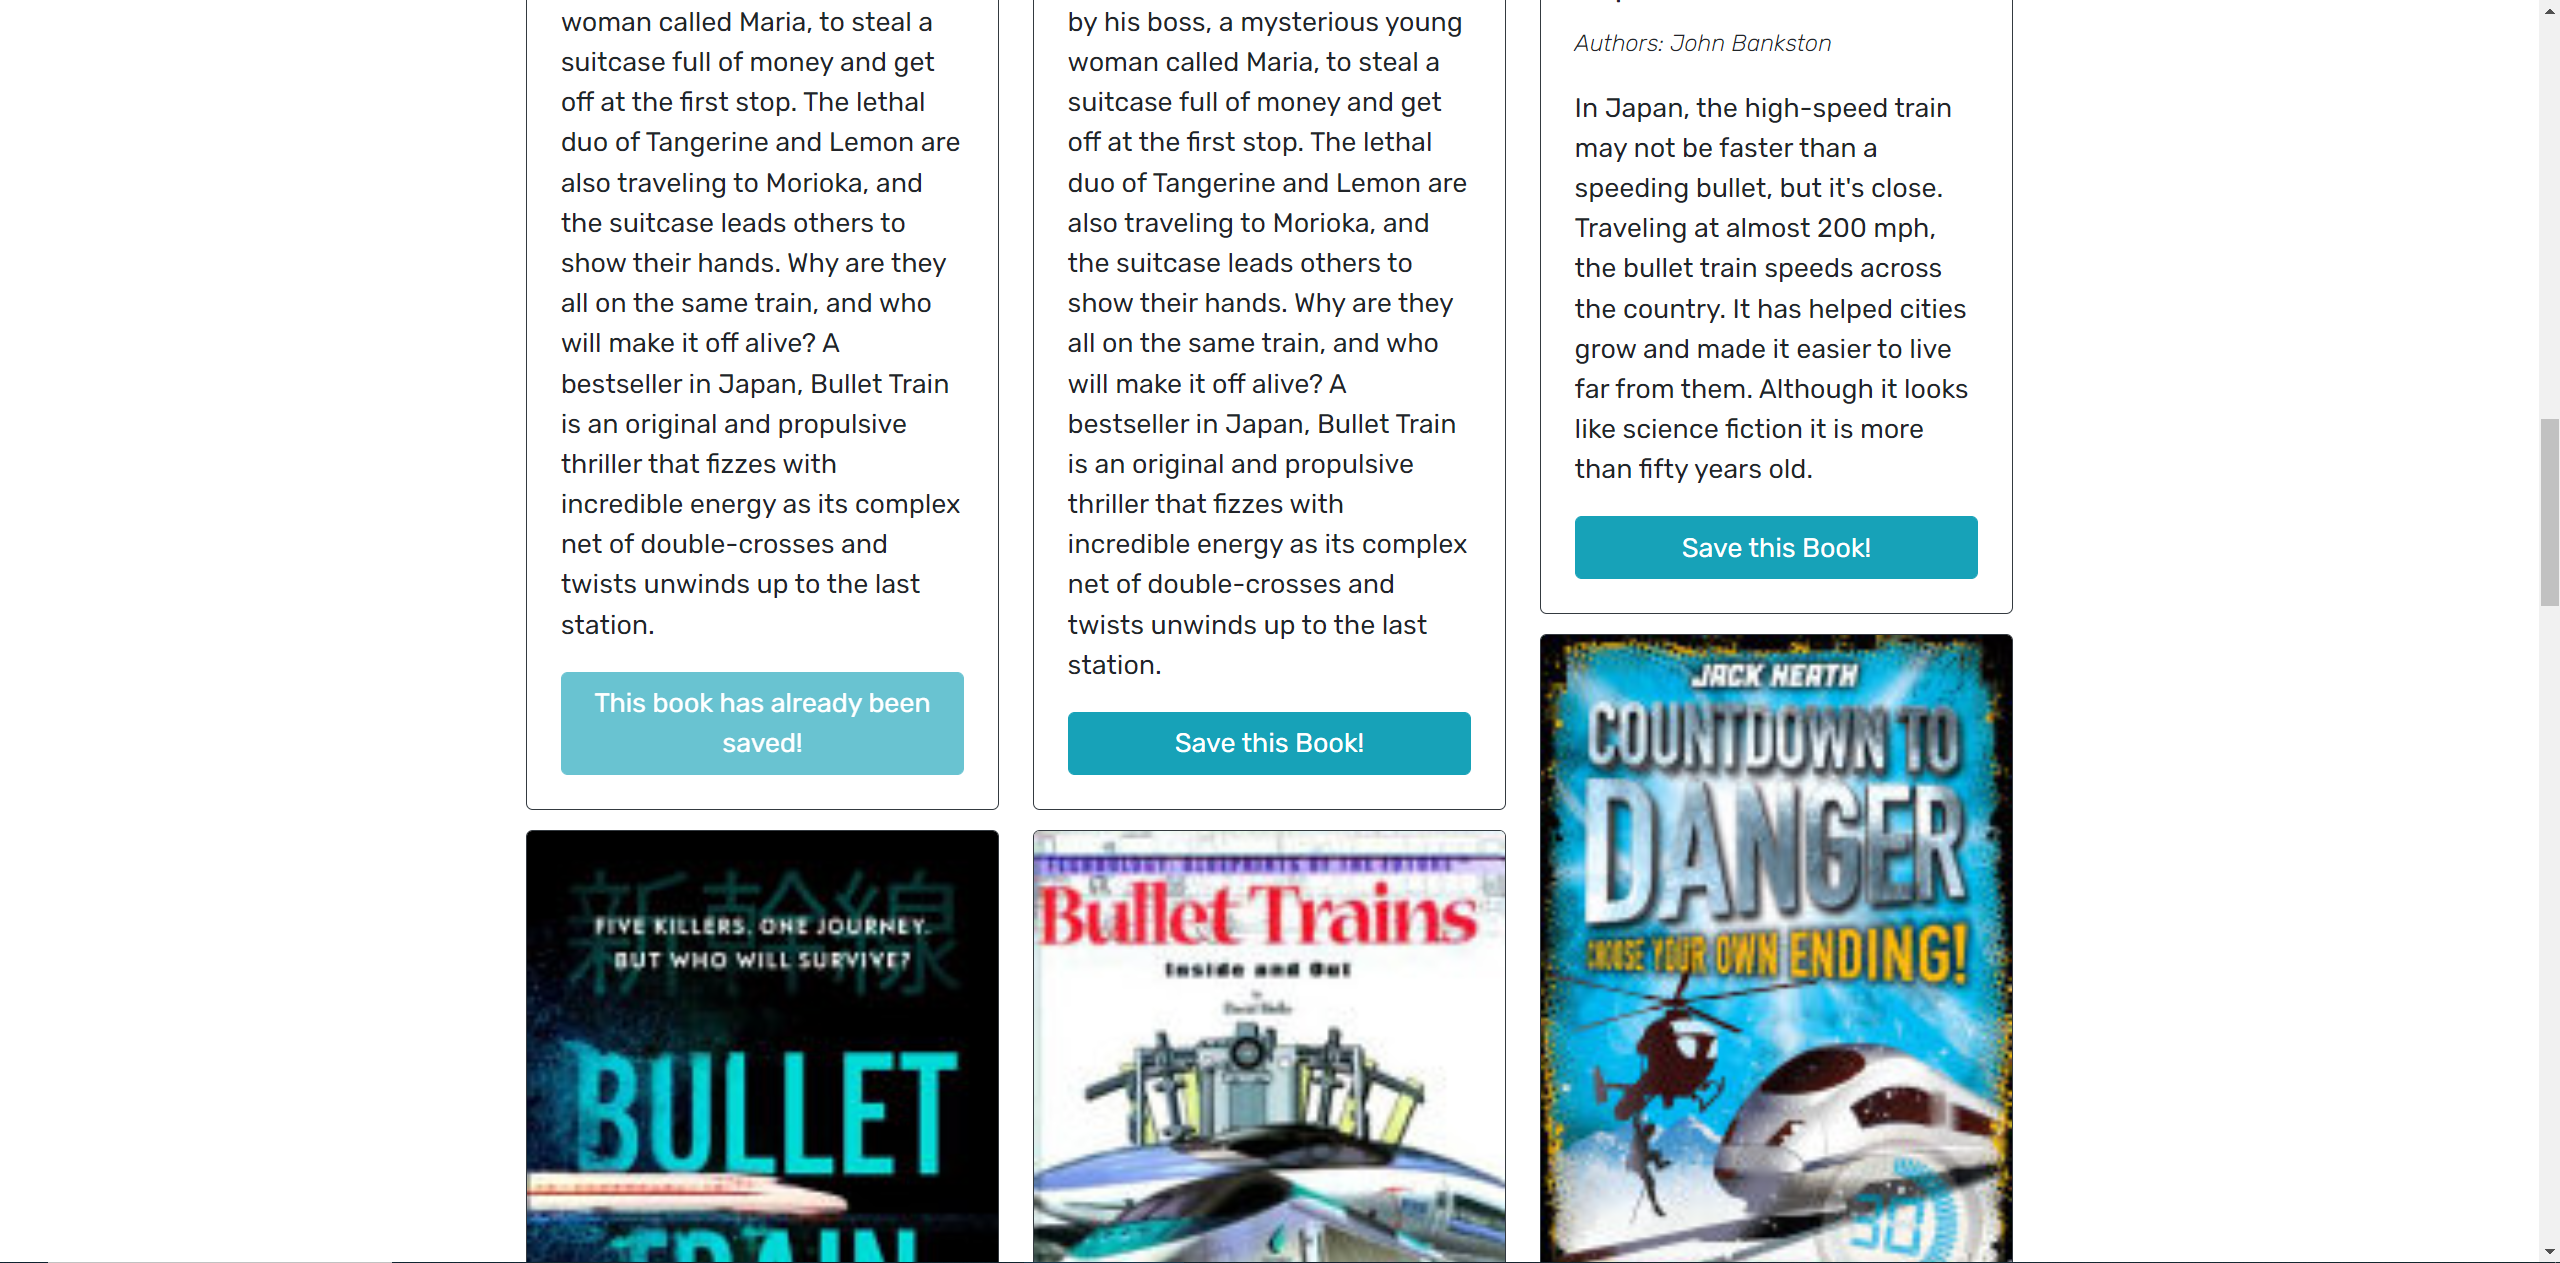 woman called Maria, to steal a
suitcase full of money and get
off at the first stop. The lethal
duo of Tangerine and Lemon are
also traveling to Morioka, and
the suitcase leads others to
show their hands. Why are they
all on the same train, and who
will make it off alive? A
bestseller in Japan, Bullet Train
is an original and propulsive
thriller that fizzes with
incredible energy as its complex
net of double-crosses and
twists unwinds up to the last
station.
This book has already been
saved!
新幹線
FIVE KILLERS. ONE JOURNEY.
BUT WHO WILL SURVIVE?
BULLET
TRAIN
by his boss, a mysterious young
woman called Maria, to steal a
suitcase full of money and get
off at the first stop. The lethal
duo of Tangerine and Lemon are
also traveling to Morioka, and
the suitcase leads others to
show their hands. Why are they
all on the same train, and who
will make it off alive? A
bestseller in Japan, Bullet Train
is an original and propulsive
thriller that fizzes with
incredible energy as its complex
net of double-crosses and
twists unwinds up to the last
station.
Save this Book!
TECHNOLOGY: BLUEPRINTS OF THE FUTURE
Bullet Trains
Inside and Out
by
Authors: John Bankston
In Japan, the high-speed train
may not be faster than a
speeding bullet, but it's close.
Traveling at almost 200 mph,
the bullet train speeds across
the country. It has helped cities
grow and made it easier to live
far from them. Although it looks
like science fiction it is more
than fifty years old.
Save this Book!
JACK HEATH
COUNTDOWN TO
DANGER
CHOOSE YOUR OWN ENDING!
30